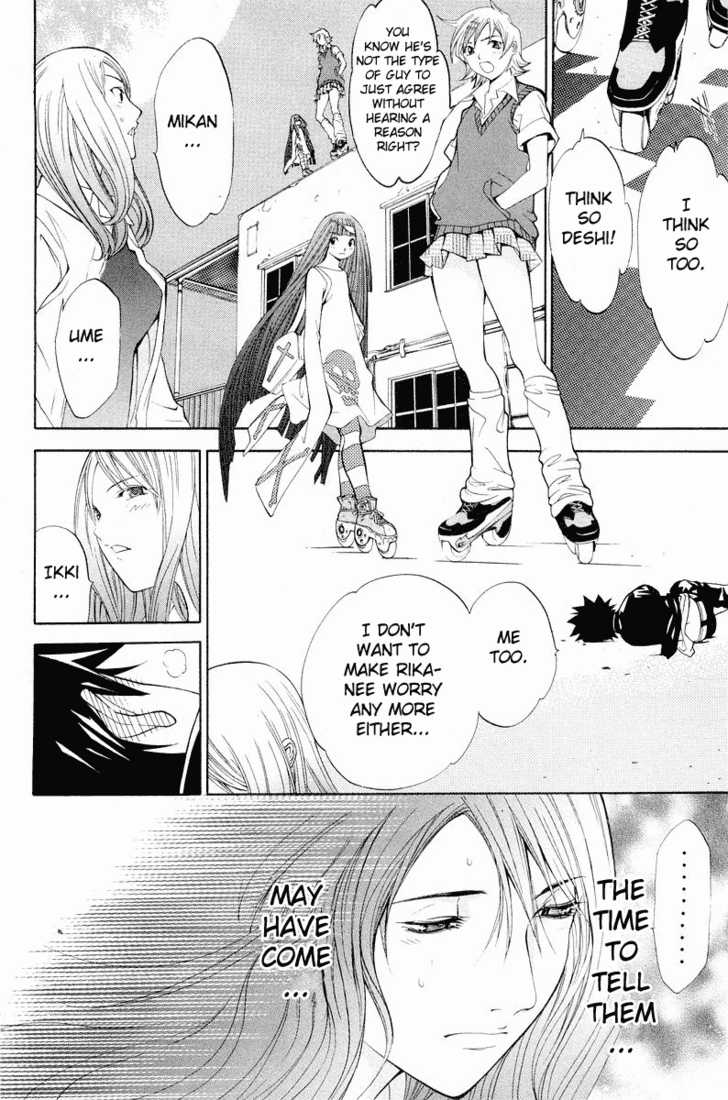 I
THINK
SO
TOO.
THINK
SO
DESHI!
YOU
KNOW HE'S
NOT THE TYPE
OF GUY TO
JUST AGREE
WITHOUT
HEARING A
REASON
RIGHT?
MIKAN
...
UME
...
ME
TOO.
I DON'T
WANT TO
MAKE RIKA-
NEE WORRY
ANY MORE
EITHER...
IKKI
...
.......
THE
TIME TO
TELL
THEM
...
MAY
HAVE
COME
...